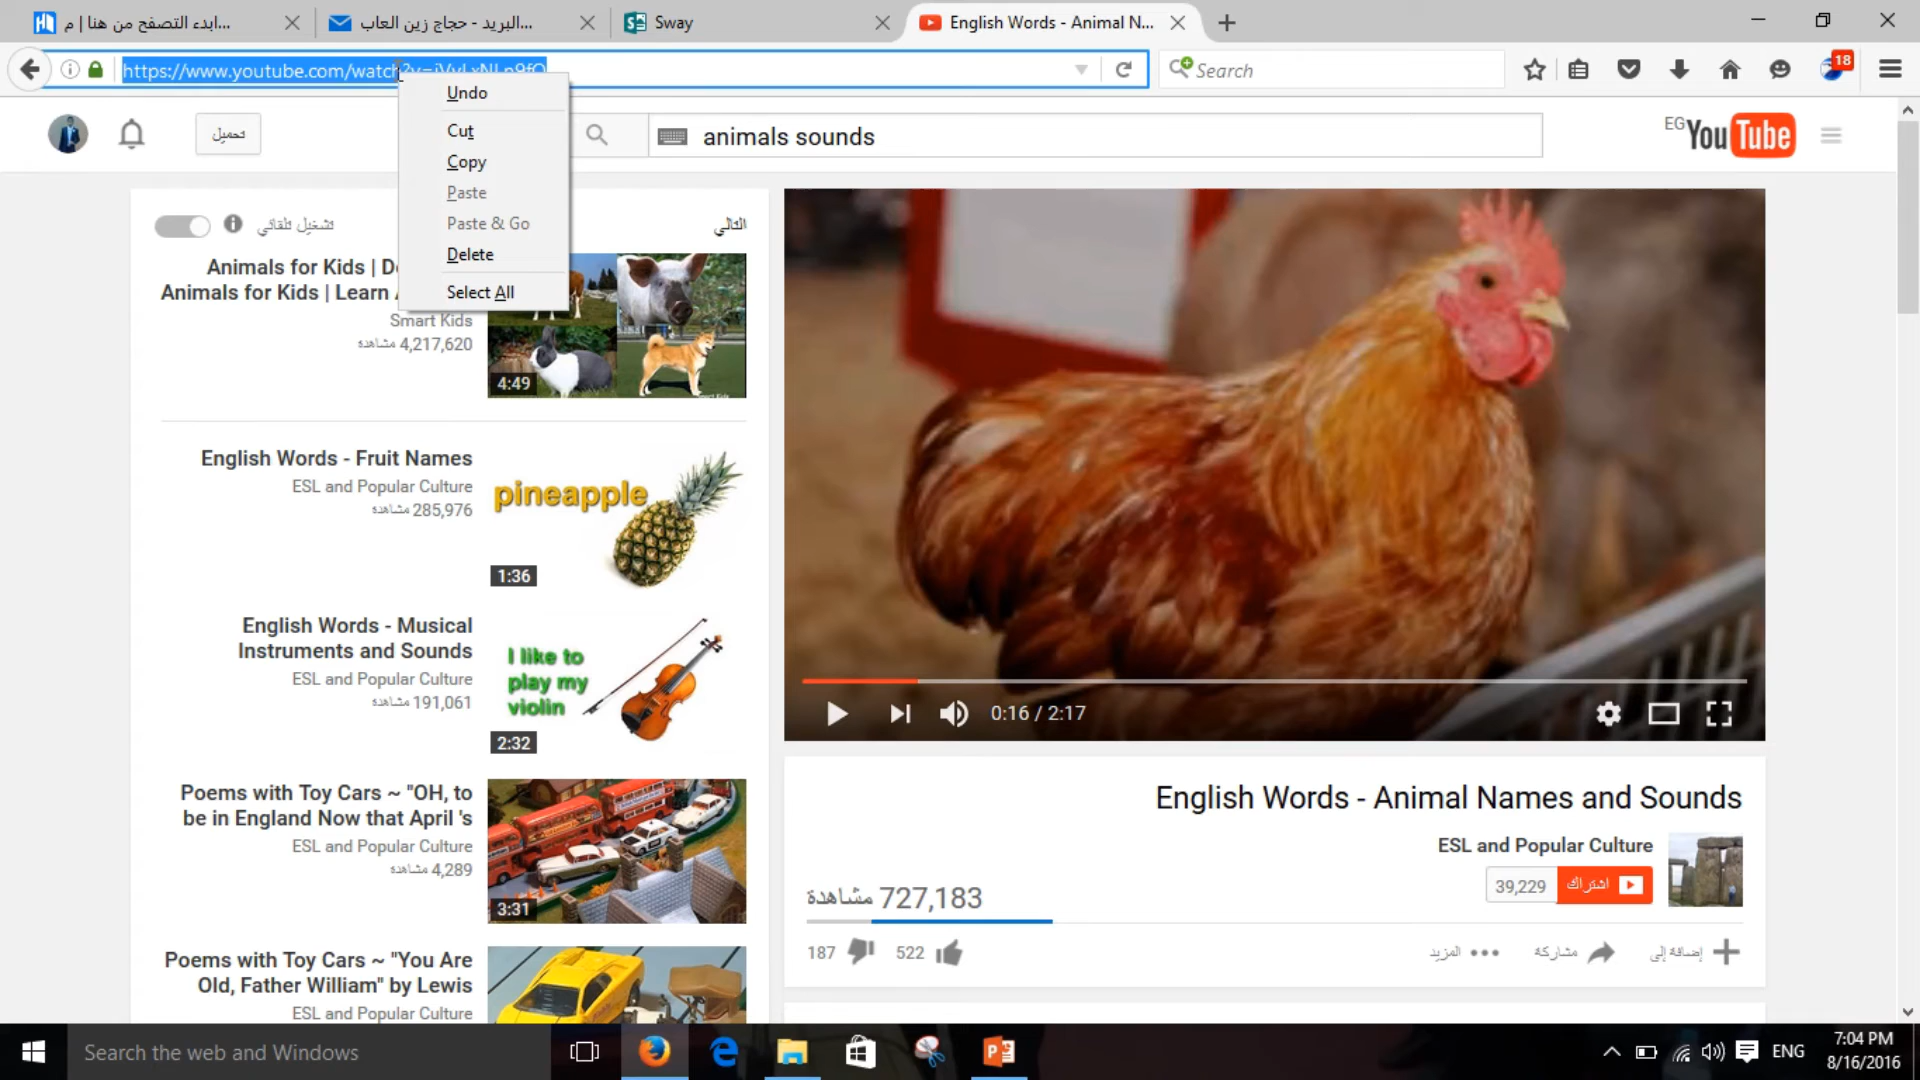 ابدء التصفح من هنا | م...
البريد - حجاج زين العاب...
Sway
English Words - Animal N...
https://www.youtube.com/watch?v=
Search
18
Undo
Cut
Copy
Paste
Paste & Go
Delete
Select All
تحميل
animals sounds
EG
YouTube
تشغيل تلقائي
التالي
Animals for Kids |
Animals for Kids | Learn
Smart Kids
4,217,620 مشاهدة
4:49
English Words - Fruit Names
ESL and Popular Culture
285,976 مشاهدة
pineapple
1:36
English Words - Musical
Instruments and Sounds
ESL and Popular Culture
191,061 مشاهدة
I like to
play my
violin
2:32
Poems with Toy Cars ~ "OH, to
be in England Now that April 's
ESL and Popular Culture
4,289 مشاهدة
3:31
Poems with Toy Cars ~ "You Are
Old, Father William" by Lewis
ESL and Popular Culture
0:16 / 2:17
English Words - Animal Names and Sounds
ESL and Popular Culture
39,229
اشتراك
727,183 مشاهدة
187
522
المزيد
مشاركة
إضافة إلى
Search the web and Windows
ENG
7:04 PM
8/16/2016